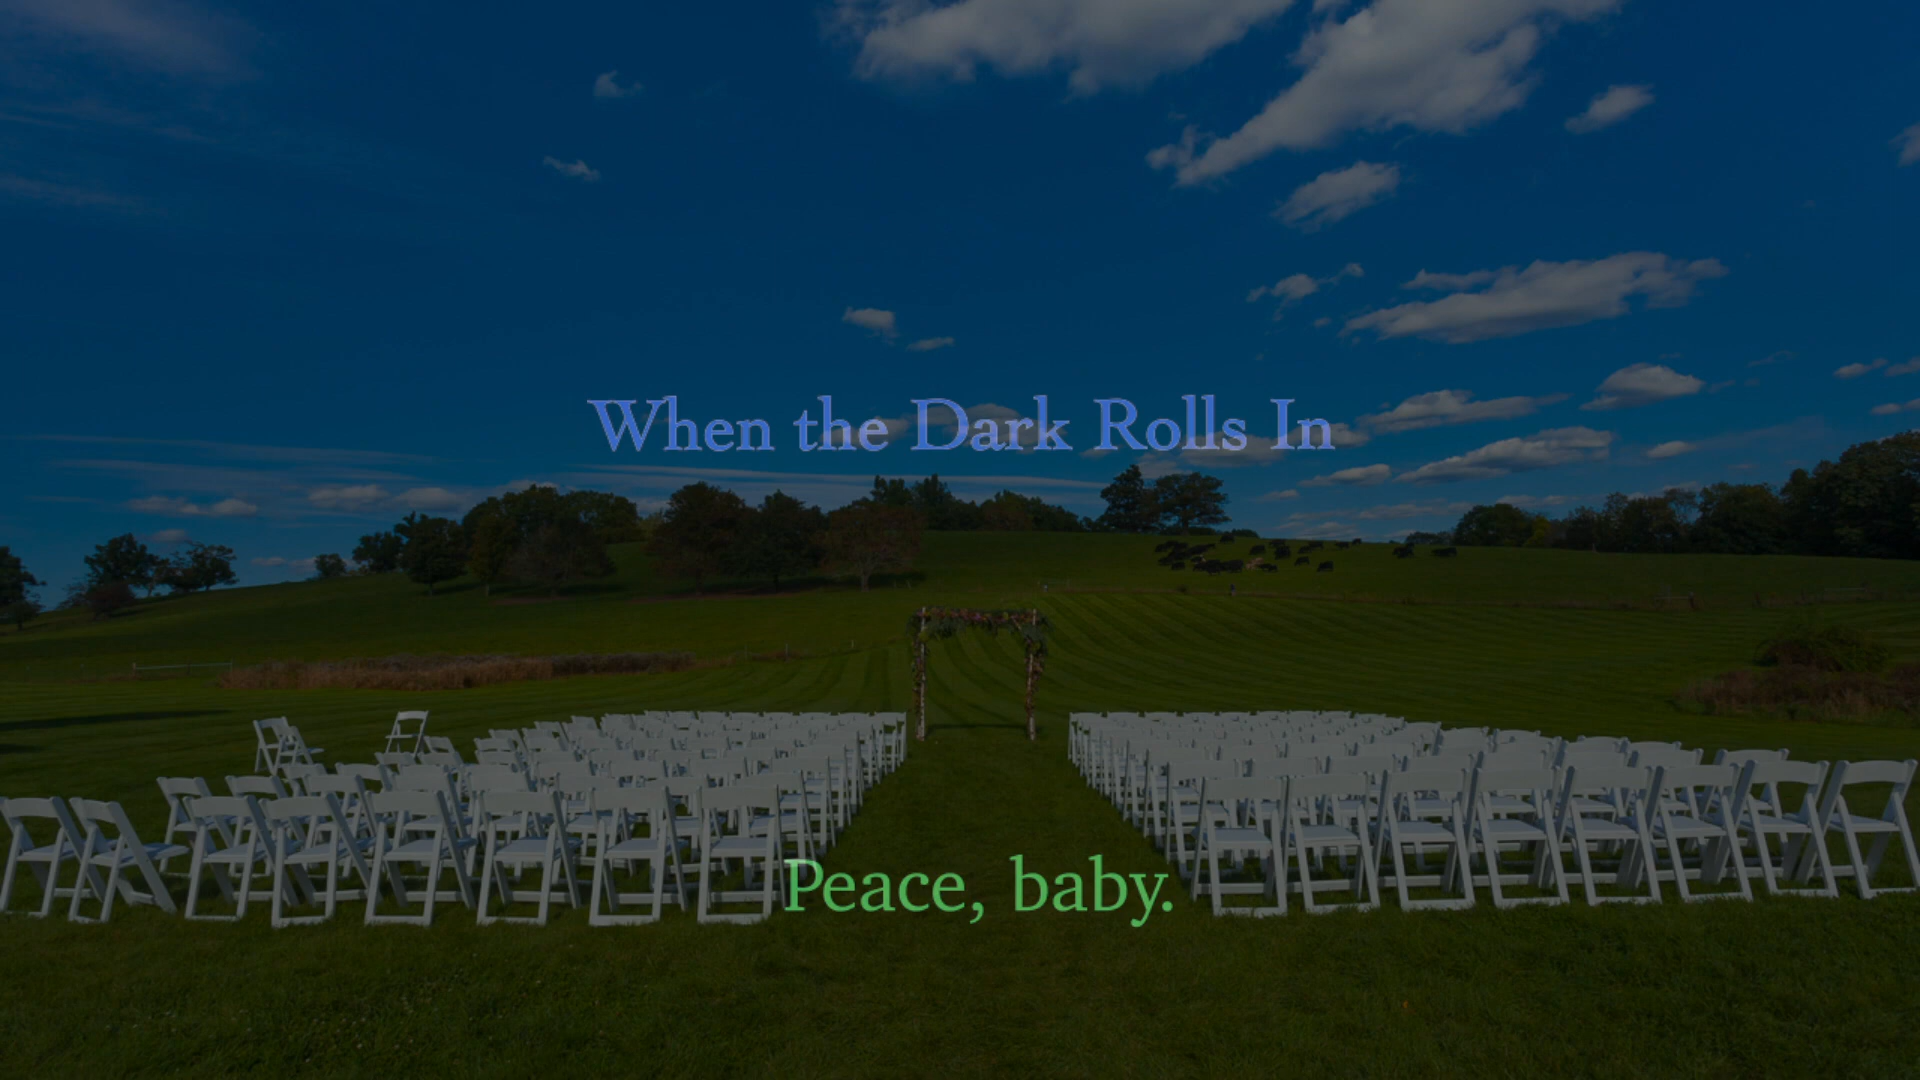 When the Dark Rolls In
Peace, baby.